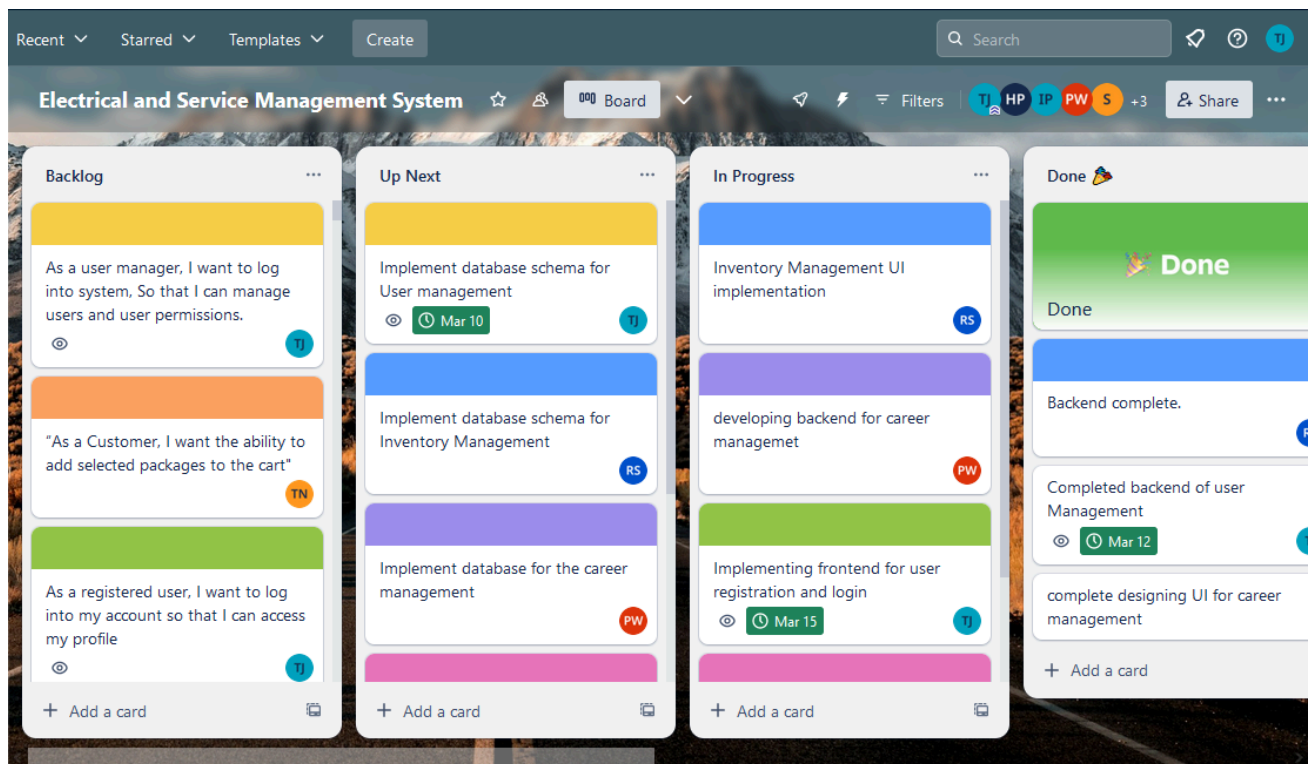 Recent Starred Templates Create Search TJ
Electrical and Service Management System Board Filters TJ HP IP PW S +3 Share
Backlog
As a user manager, I want to log
into system, So that I can manage
users and user permissions.
TJ
“As a Customer, I want the ability to
add selected packages to the cart"
TN
As a registered user, I want to log
into my account so that I can access
my profile
TJ
+ Add a card
Up Next
Implement database schema for
User management
Mar 10 TJ
Implement database schema for
Inventory Management
RS
Implement database for the career
management
PW
+ Add a card
In Progress
Inventory Management UI
implementation
RS
developing backend for career
managemet
PW
Implementing frontend for user
registration and login
Mar 15 TJ
+ Add a card
Done
Done
Done
Backend complete.
Completed backend of user
Management
Mar 12
complete designing UI for career
management
+ Add a card